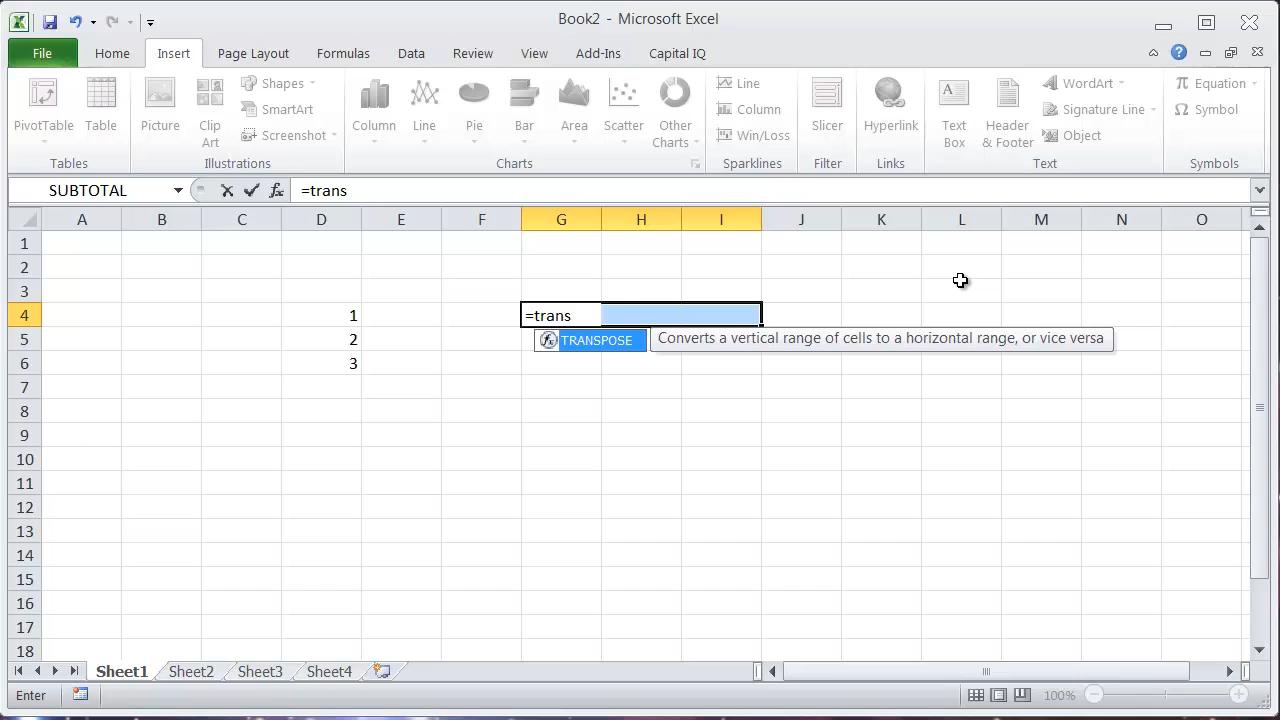 Book2 - Microsoft Excel
File Home Insert Page Layout Formulas Data Review View Add-Ins Capital IQ
PivotTable Table Picture Clip Art Shapes SmartArt Screenshot Column Line Pie Bar Area Scatter Other Charts Line Column Win/Loss Slicer Hyperlink Text Box Header & Footer WordArt Signature Line Object Equation Symbol
Tables Illustrations Charts Sparklines Filter Links Text Symbols
SUBTOTAL fx =trans
A B C D E F G H I J K L M N O
1
2
3
4 1 =trans
5 2 TRANSPOSE Converts a vertical range of cells to a horizontal range, or vice versa
6 3
7
8
9
10
11
12
13
14
15
16
17
18
Sheet1 Sheet2 Sheet3 Sheet4
Enter 100%